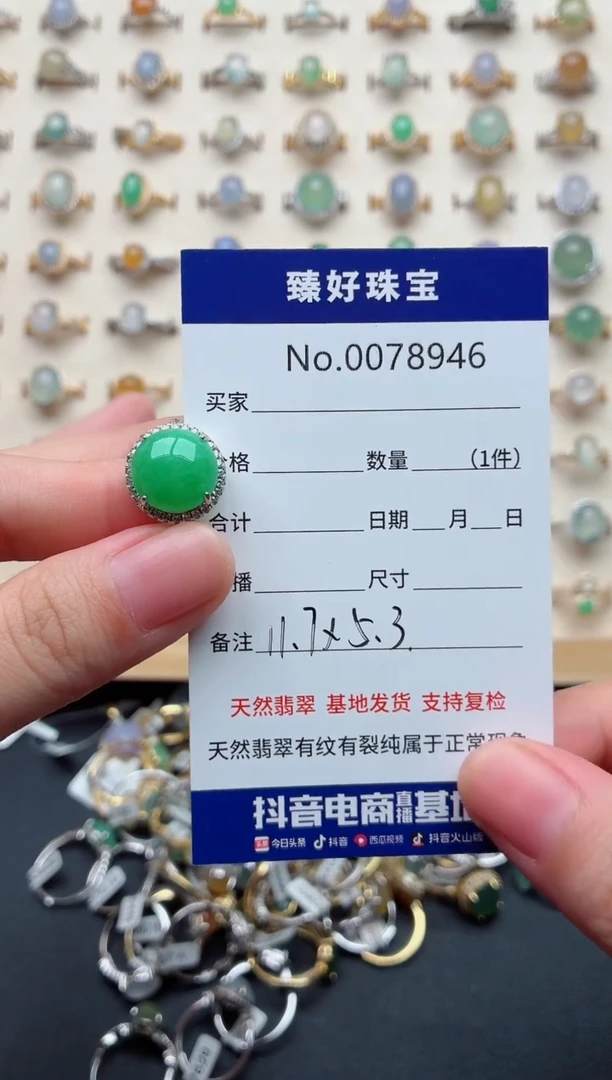 臻好珠宝
No.0078946
买家
格 数量 (1件)
合计 日期 月 日
播 尺寸
备注 11.7x5.3
天然翡翠 基地发货 支持复检
天然翡翠有纹有裂纯属于正常现象
抖音电商直播基地
今日头条 抖音 西瓜视频 抖音火山版